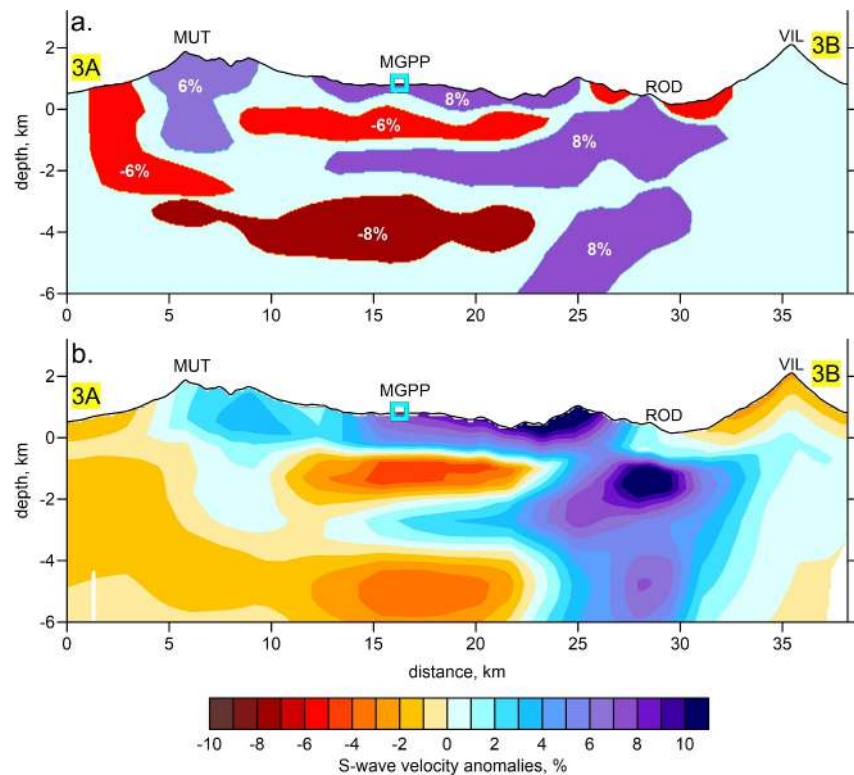 a.
MUT
VIL
3A
3B
MGPP
ROD
6%
8%
-6%
8%
-6%
-8%
8%
depth, km
2
0
-2
-4
-6
0 5 10 15 20 25 30 35
b.
MUT
VIL
3A
3B
MGPP
ROD
depth, km
2
0
-2
-4
-6
0 5 10 15 20 25 30 35
distance, km
-10 -8 -6 -4 -2 0 2 4 6 8 10
S-wave velocity anomalies, %